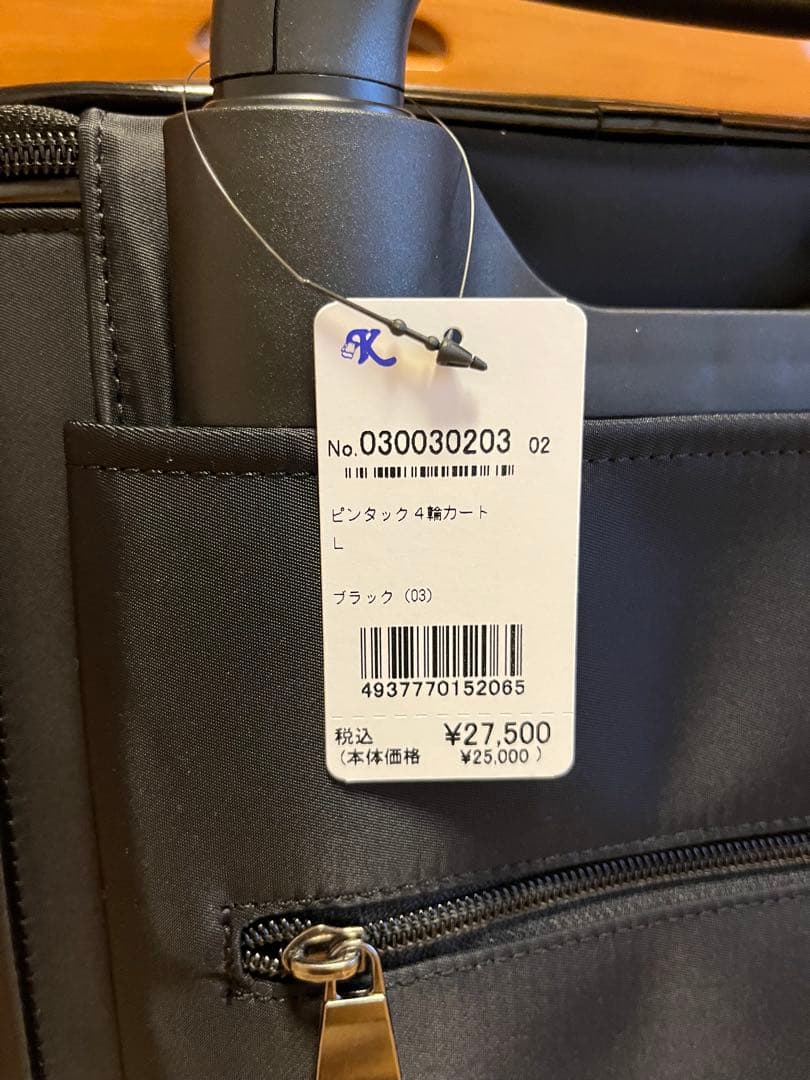 K
No.030030203 02
ピンタック4輪カート
L
ブラック(03)
4937770152065
税込 ¥27,500
(本体価格 ¥25,000)